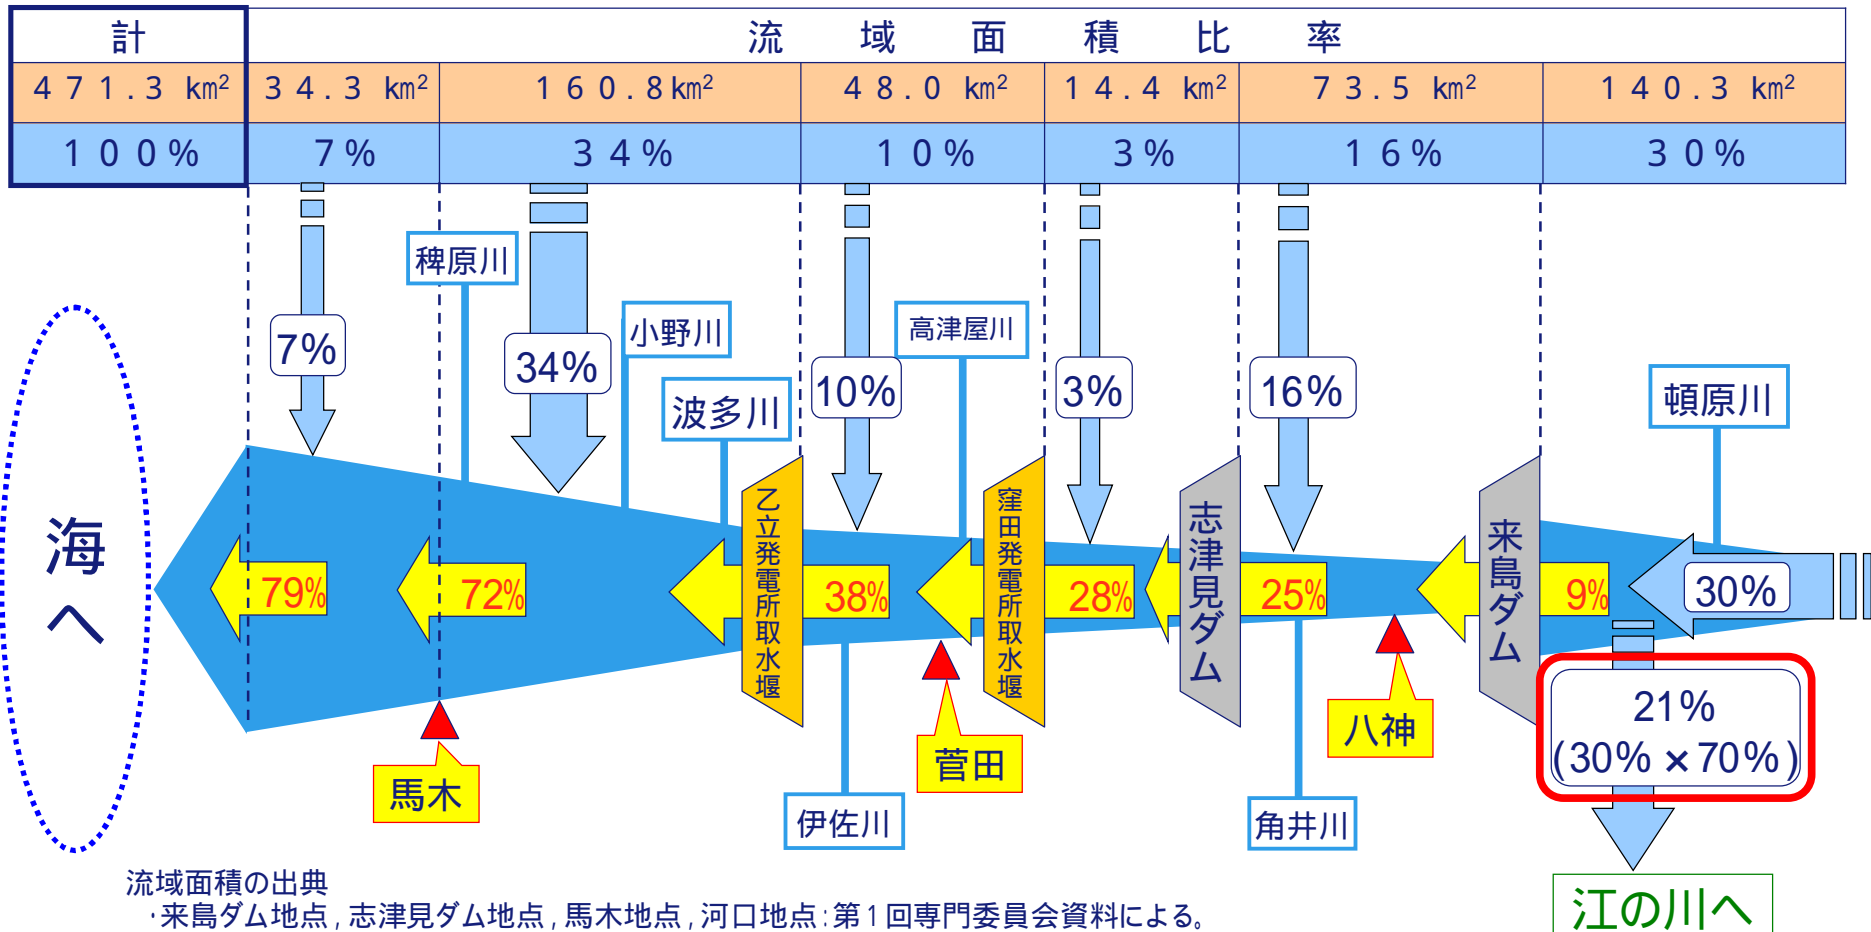 計 流域面積比率
471.3 km² 34.3 km² 160.8km² 48.0 km² 14.4 km² 73.5 km² 140.3 km²
100% 7% 34% 10% 3% 16% 30%
稗原川
小野川
高津屋川
7%
34%
10%
3%
16%
波多川
頓原川
海へ
乙立発電所取水堰
窪田発電所取水堰
志津見ダム
来島ダム
79%
72%
38%
28%
25%
9%
30%
21%
(30%×70%)
馬木
菅田
八神
伊佐川
角井川
江の川へ
流域面積の出典
・来島ダム地点,志津見ダム地点,馬木地点,河口地点:第1回専門委員会資料による。